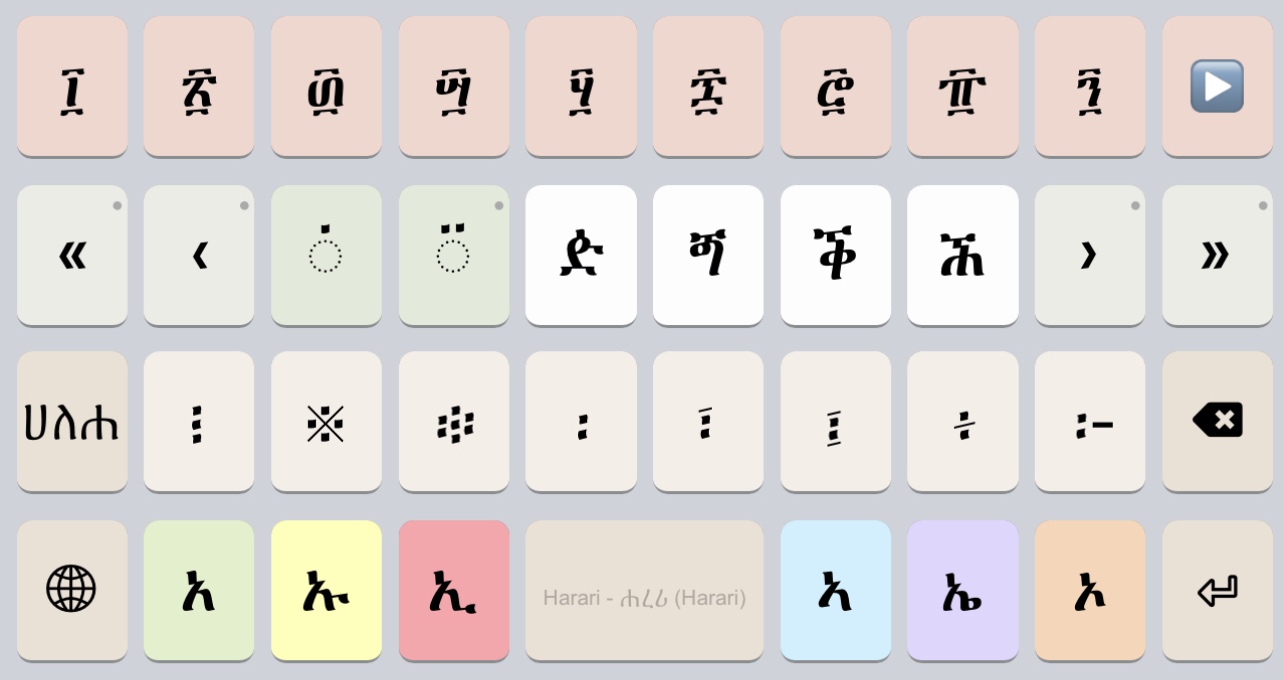 ፲ ፳ ፴ ፵ ፶ ፷ ፸ ፹ ፺
« ‹ ◌፞ ◌፟ › »
ሀለሐ ፧ ※ ፨ ፡ ፣ ፤ ፥ ፦
አ ኡ ኢ Harari - ሐረሪ (Harari) ኣ ኤ ኦ